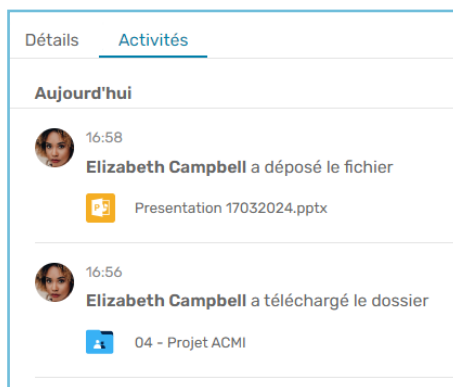 Détails Activités
Aujourd'hui
16:58
Elizabeth Campbell a déposé le fichier
Presentation 17032024.pptx
16:56
Elizabeth Campbell a téléchargé le dossier
04 - Projet ACMI